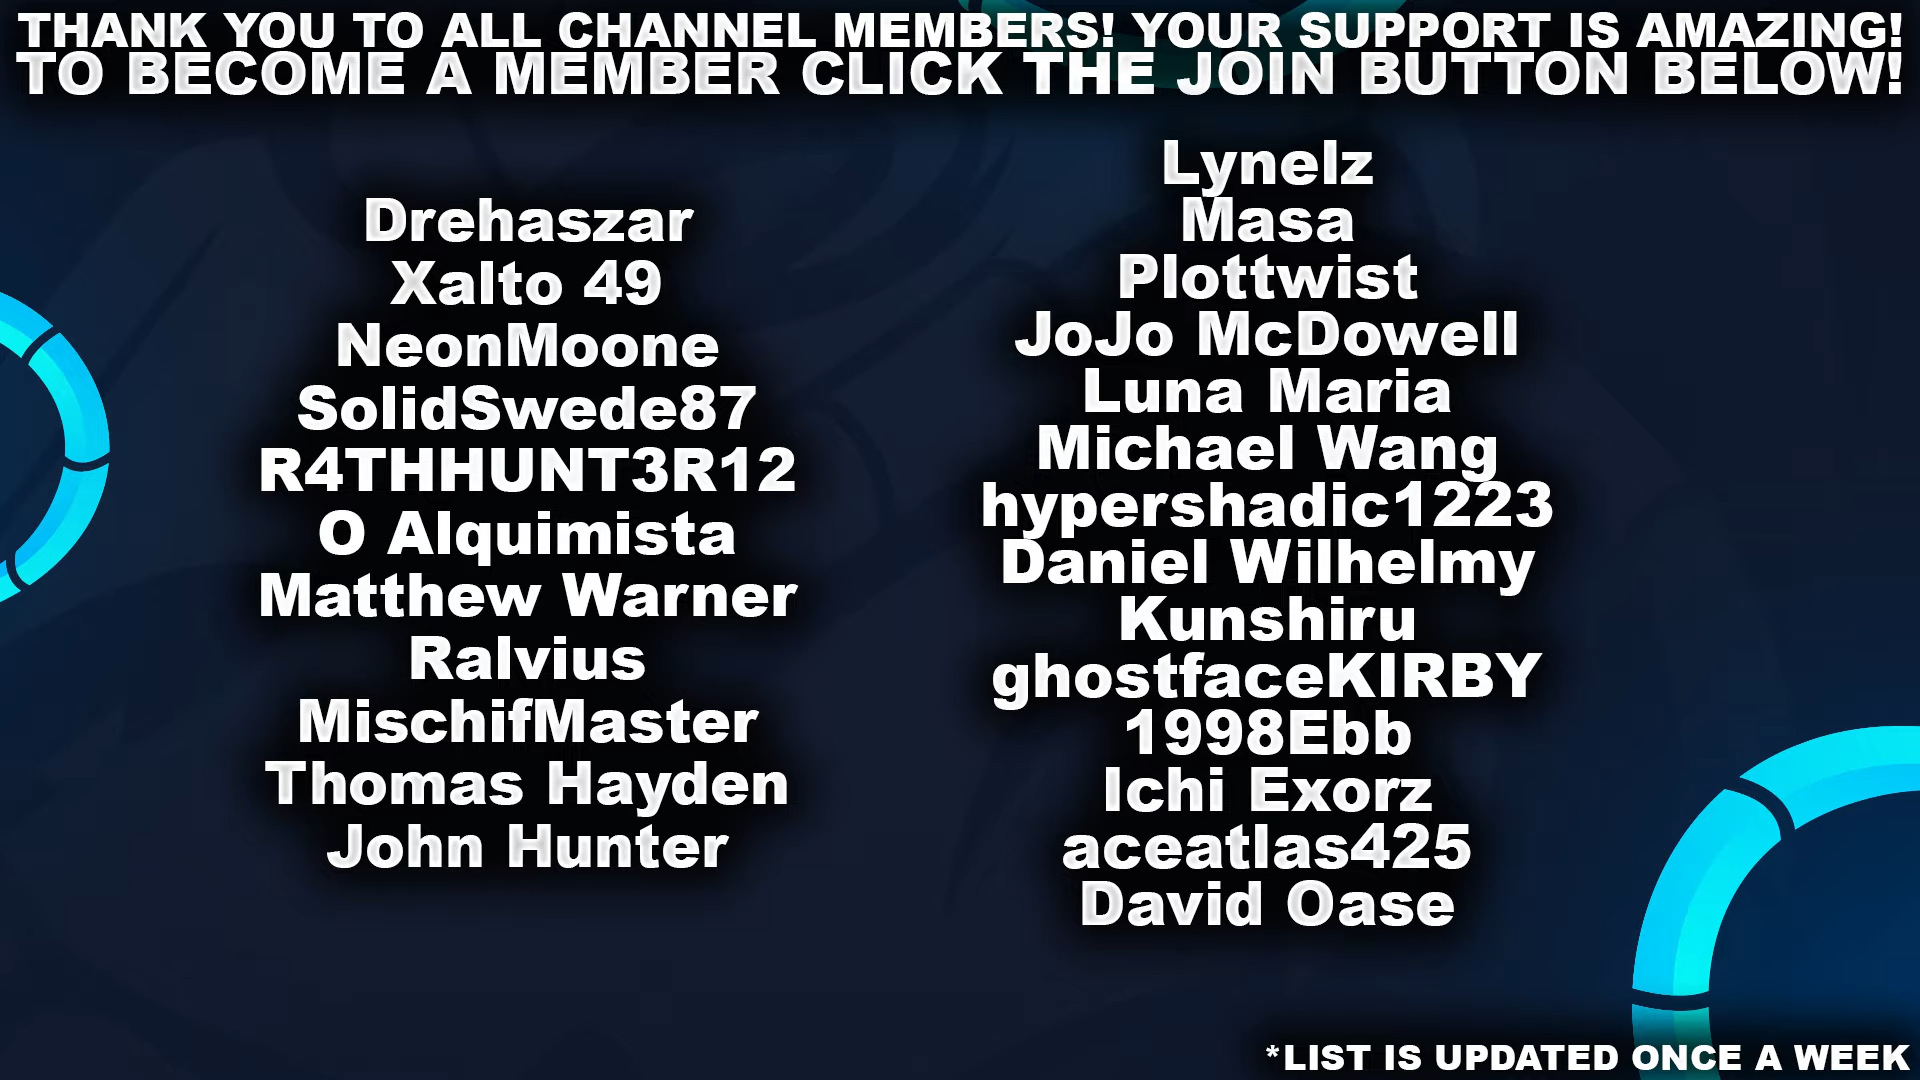 THANK YOU TO ALL CHANNEL MEMBERS! YOUR SUPPORT IS AMAZING!
TO BECOME A MEMBER CLICK THE JOIN BUTTON BELOW!
Drehaszar
Xalto 49
NeonMoone
SolidSwede87
R4THHUNT3R12
O Alquimista
Matthew Warner
Ralvius
MischifMaster
Thomas Hayden
John Hunter
Lynelz
Masa
Plottwist
JoJo McDowell
Luna Maria
Michael Wang
hypershadic1223
Daniel Wilhelmy
Kunshiru
ghostfaceKIRBY
1998Ebb
Ichi Exorz
aceatlas425
David Oase
*LIST IS UPDATED ONCE A WEEK